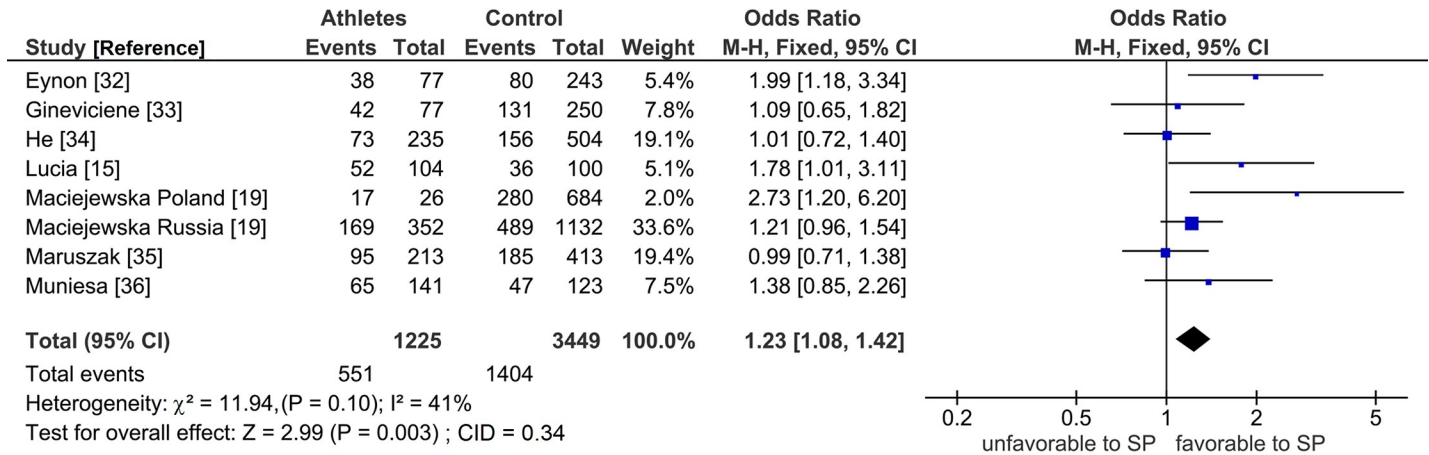 Athletes Control Odds Ratio Odds Ratio
Study [Reference] Events Total Events Total Weight M-H, Fixed, 95% CI M-H, Fixed, 95% CI
Eynon [32] 38 77 80 243 5.4% 1.99 [1.18, 3.34]
Gineviciene [33] 42 77 131 250 7.8% 1.09 [0.65, 1.82]
He [34] 73 235 156 504 19.1% 1.01 [0.72, 1.40]
Lucia [15] 52 104 36 100 5.1% 1.78 [1.01, 3.11]
Maciejewska Poland [19] 17 26 280 684 2.0% 2.73 [1.20, 6.20]
Maciejewska Russia [19] 169 352 489 1132 33.6% 1.21 [0.96, 1.54]
Maruszak [35] 95 213 185 413 19.4% 0.99 [0.71, 1.38]
Muniesa [36] 65 141 47 123 7.5% 1.38 [0.85, 2.26]
Total (95% CI) 1225 3449 100.0% 1.23 [1.08, 1.42]
Total events 551 1404
Heterogeneity: χ² = 11.94,(P = 0.10); I² = 41%
Test for overall effect: Z = 2.99 (P = 0.003) ; CID = 0.34
0.2 0.5 1 2 5
unfavorable to SP favorable to SP